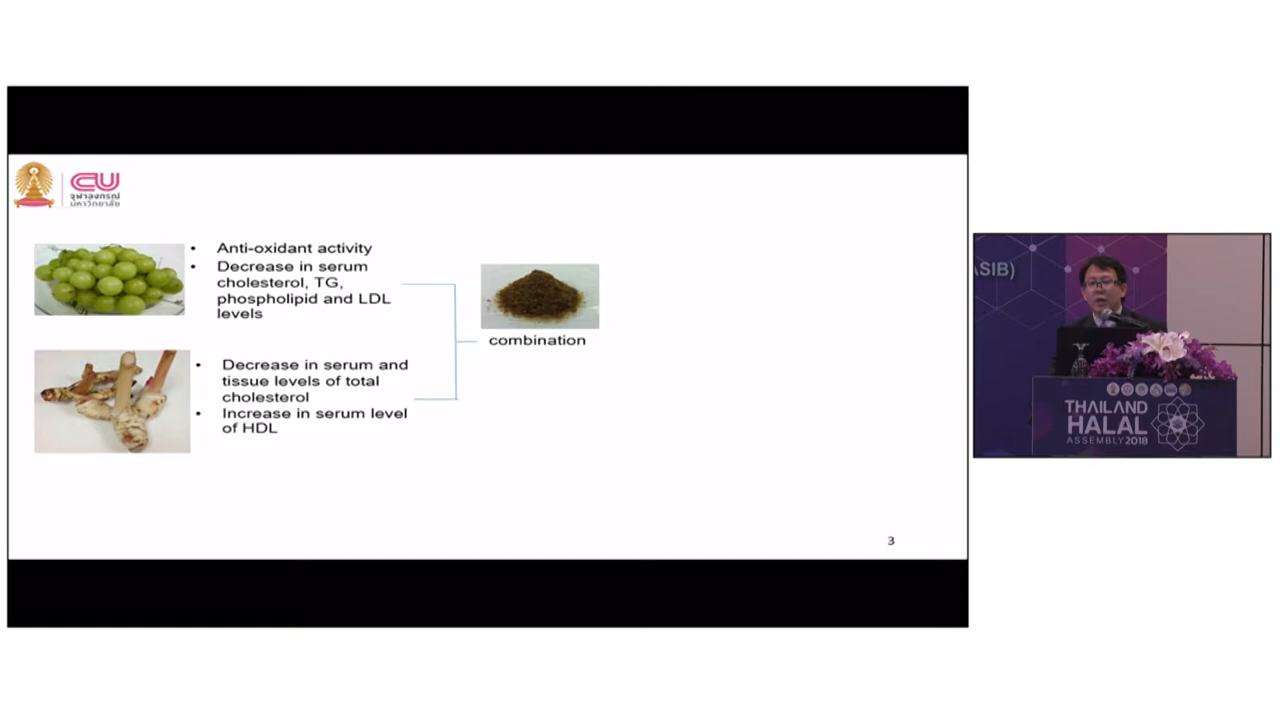 CU
จุฬาลงกรณ์
มหาวิทยาลัย
• Anti-oxidant activity
• Decrease in serum
cholesterol, TG,
phospholipid and LDL
levels
combination
• Decrease in serum and
tissue levels of total
cholesterol
• Increase in serum level
of HDL
3
ASIB)
THAILAND
HALAL
ASSEMBLY 2018